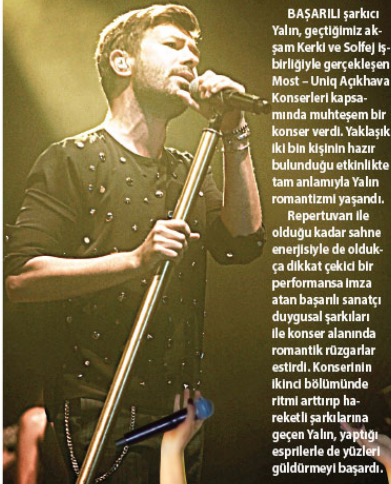 BAŞARILI şarkıcı
Yalın, geçtiğimiz ak-
şam Kerki ve Solfej iş-
birliğiyle gerçekleşen
Most – Uniq Açıkhava
Konserleri kapsa-
mında muhteşem bir
konser verdi. Yaklaşık
iki bin kişinin hazır
bulunduğu etkinlikte
tam anlamıyla Yalın
romantizmi yaşandı.
Repertuvarı ile
olduğu kadar sahne
enerjisiyle de olduk-
ça dikkat çekici bir
performansa imza
atan başarılı sanatçı
duygusal şarkıları
ile konser alanında
romantik rüzgarlar
estirdi. Konserinin
ikinci bölümünde
ritmi arttırıp ha-
reketli şarkılarına
geçen Yalın, yaptığı
esprilerle de yüzleri
güldürmeyi başardı.